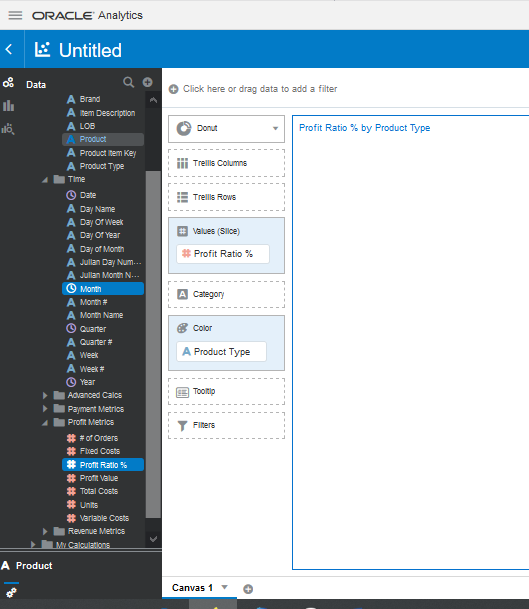 ORACLE Analytics
Untitled
Data
Click here or drag data to add a filter
Brand
Item Description
LOB
Product
Product Item Key
Product Type
Time
Date
Day Name
Day Of Week
Day Of Year
Day of Month
Julian Day Num...
Julian Month N...
Month
Month #
Month Name
Quarter
Quarter #
Week
Week #
Year
Advanced Calcs
Payment Metrics
Profit Metrics
# of Orders
Fixed Costs
Profit Ratio %
Profit Value
Total Costs
Units
Variable Costs
Revenue Metrics
My Calculations
Product
Donut
Trellis Columns
Trellis Rows
Values (Slice)
Profit Ratio %
Category
Color
Product Type
Tooltip
Filters
Profit Ratio % by Product Type
Canvas 1